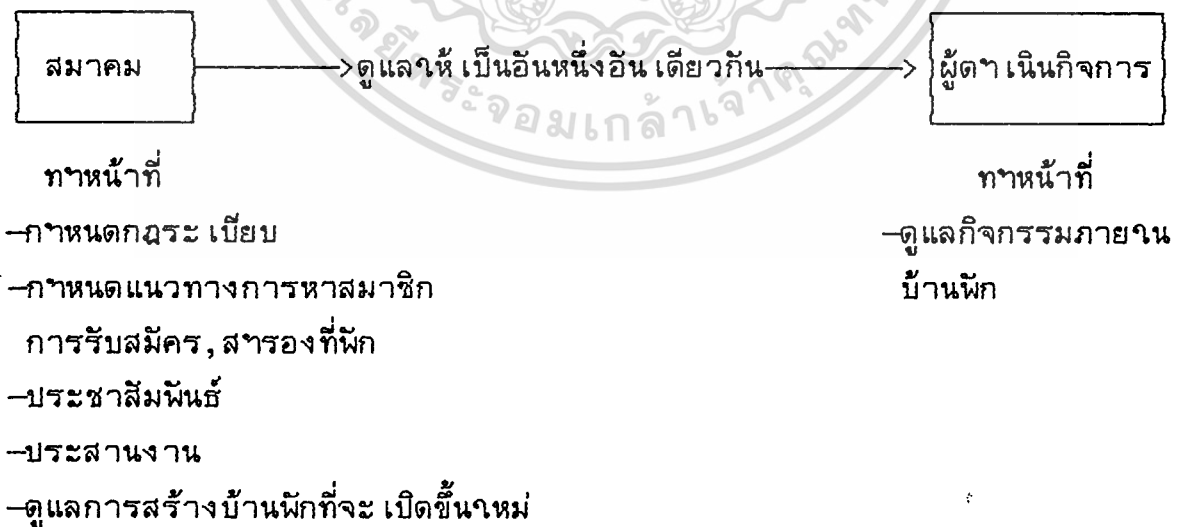 สมาคม ดูแลให้เป็นอันหนึ่งอันเดียวกัน ผู้ดำเนินกิจการ
ทำหน้าที่ ทำหน้าที่
-กำหนดกฎระเบียบ -ดูแลกิจกรรมภายใน
-กำหนดแนวทางการหาสมาชิก บ้านพัก
การรับสมัคร,สำรองที่พัก
-ประชาสัมพันธ์
-ประสานงาน
-ดูแลการสร้างบ้านพักที่จะเปิดขึ้นใหม่